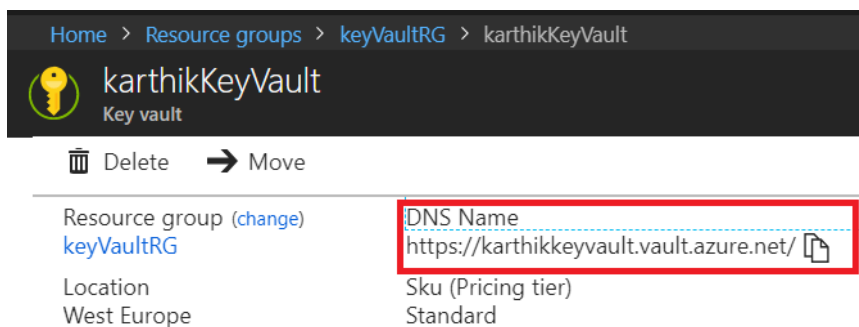 Home > Resource groups > keyVaultRG > karthikKeyVault
karthikKeyVault
Key vault
Delete Move
Resource group (change)
keyVaultRG
DNS Name
https://karthikkeyvault.vault.azure.net/
Location
West Europe
Sku (Pricing tier)
Standard